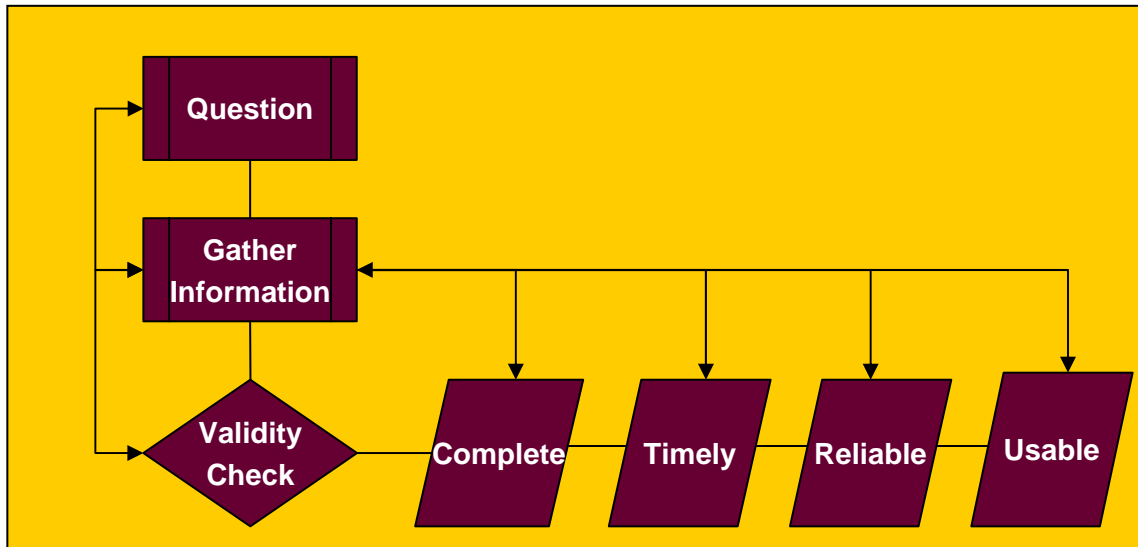 Question
Gather
Information
Validity
Check
Complete
Timely
Reliable
Usable